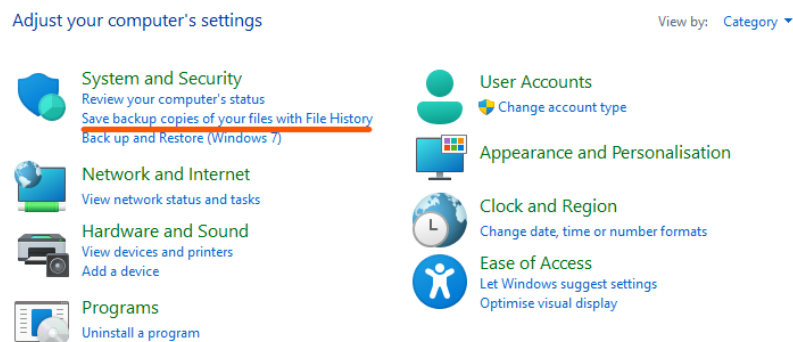 Adjust your computer's settings
View by: Category
System and Security
Review your computer's status
Save backup copies of your files with File History
Back up and Restore (Windows 7)
Network and Internet
View network status and tasks
Hardware and Sound
View devices and printers
Add a device
Programs
Uninstall a program
User Accounts
Change account type
Appearance and Personalisation
Clock and Region
Change date, time or number formats
Ease of Access
Let Windows suggest settings
Optimise visual display